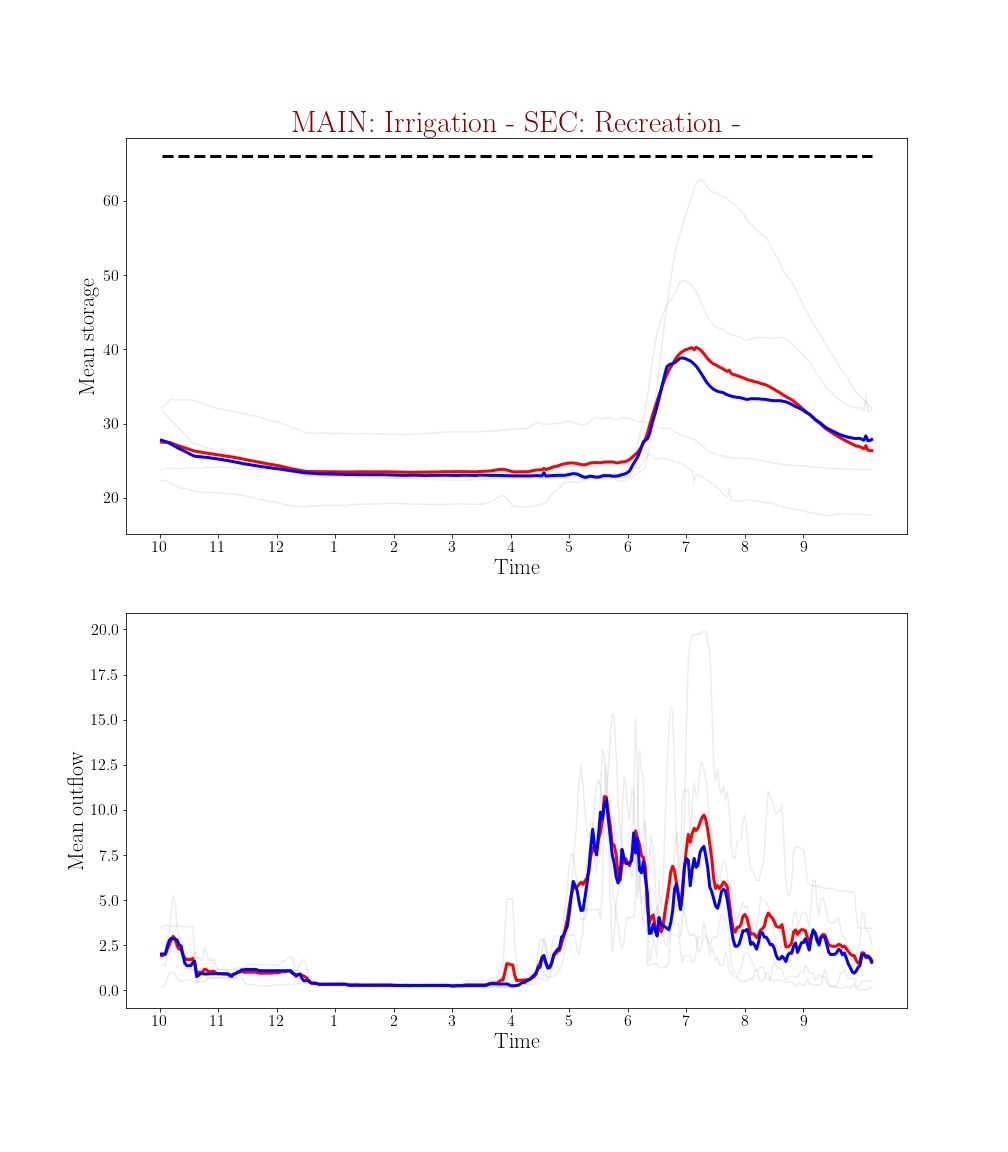 MAIN: Irrigation - SEC: Recreation -
Mean storage
60
50
40
30
20
10 11 12 1 2 3 4 5 6 7 8 9
Time
Mean outflow
20.0
17.5
15.0
12.5
10.0
7.5
5.0
2.5
0.0
10 11 12 1 2 3 4 5 6 7 8 9
Time